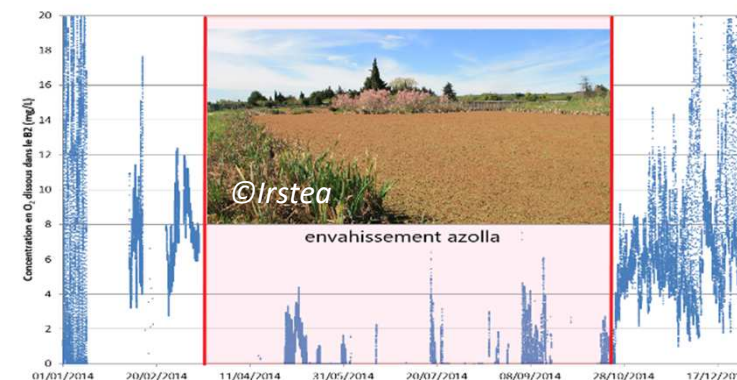 Concentration en O₂ dissous dans le B2 (mg/L)
20
18
16
14
12
10
8
6
4
2
0
©Irstea
envahissement azolla
01/01/2014 20/02/2014 11/04/2014 31/05/2014 20/07/2014 08/09/2014 28/10/2014 17/12/201